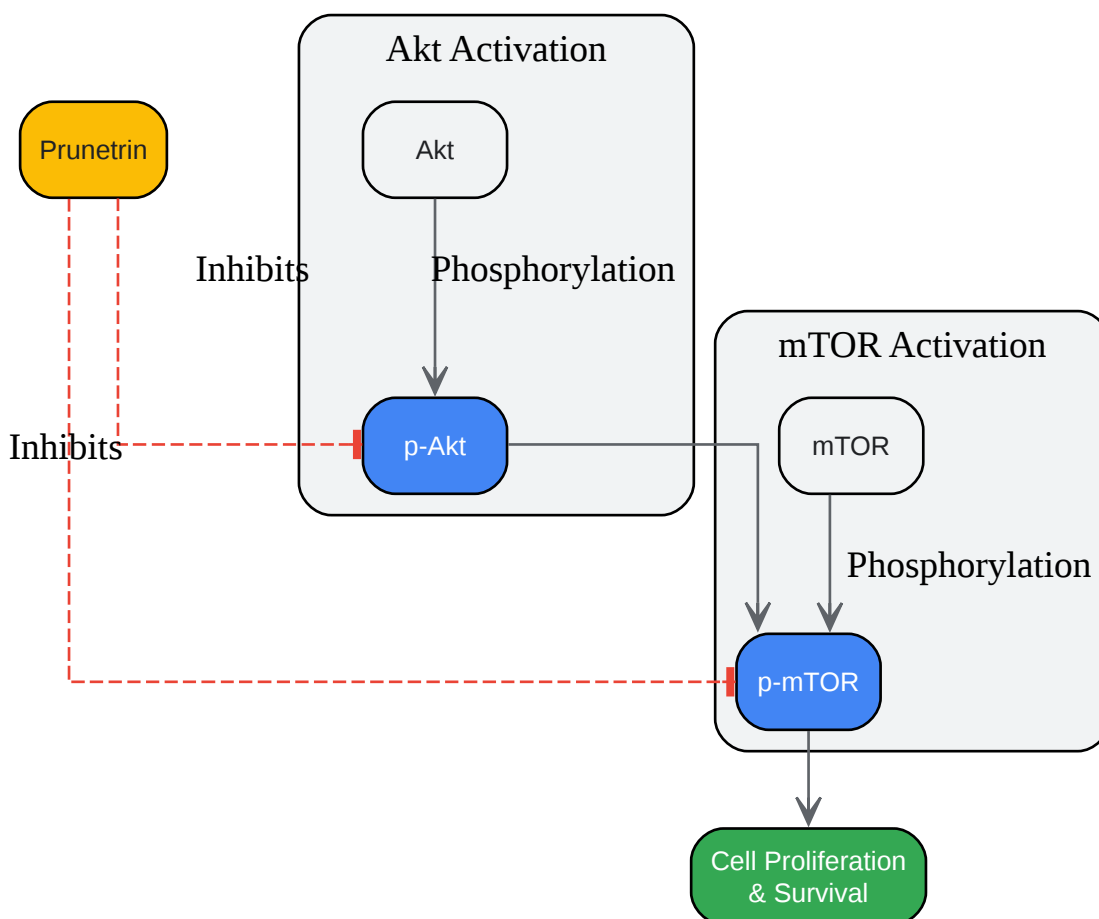 Akt Activation
Prunetrin
Akt
Inhibits
Phosphorylation
mTOR Activation
Inhibits
p-Akt
mTOR
Phosphorylation
p-mTOR
Cell Proliferation
& Survival